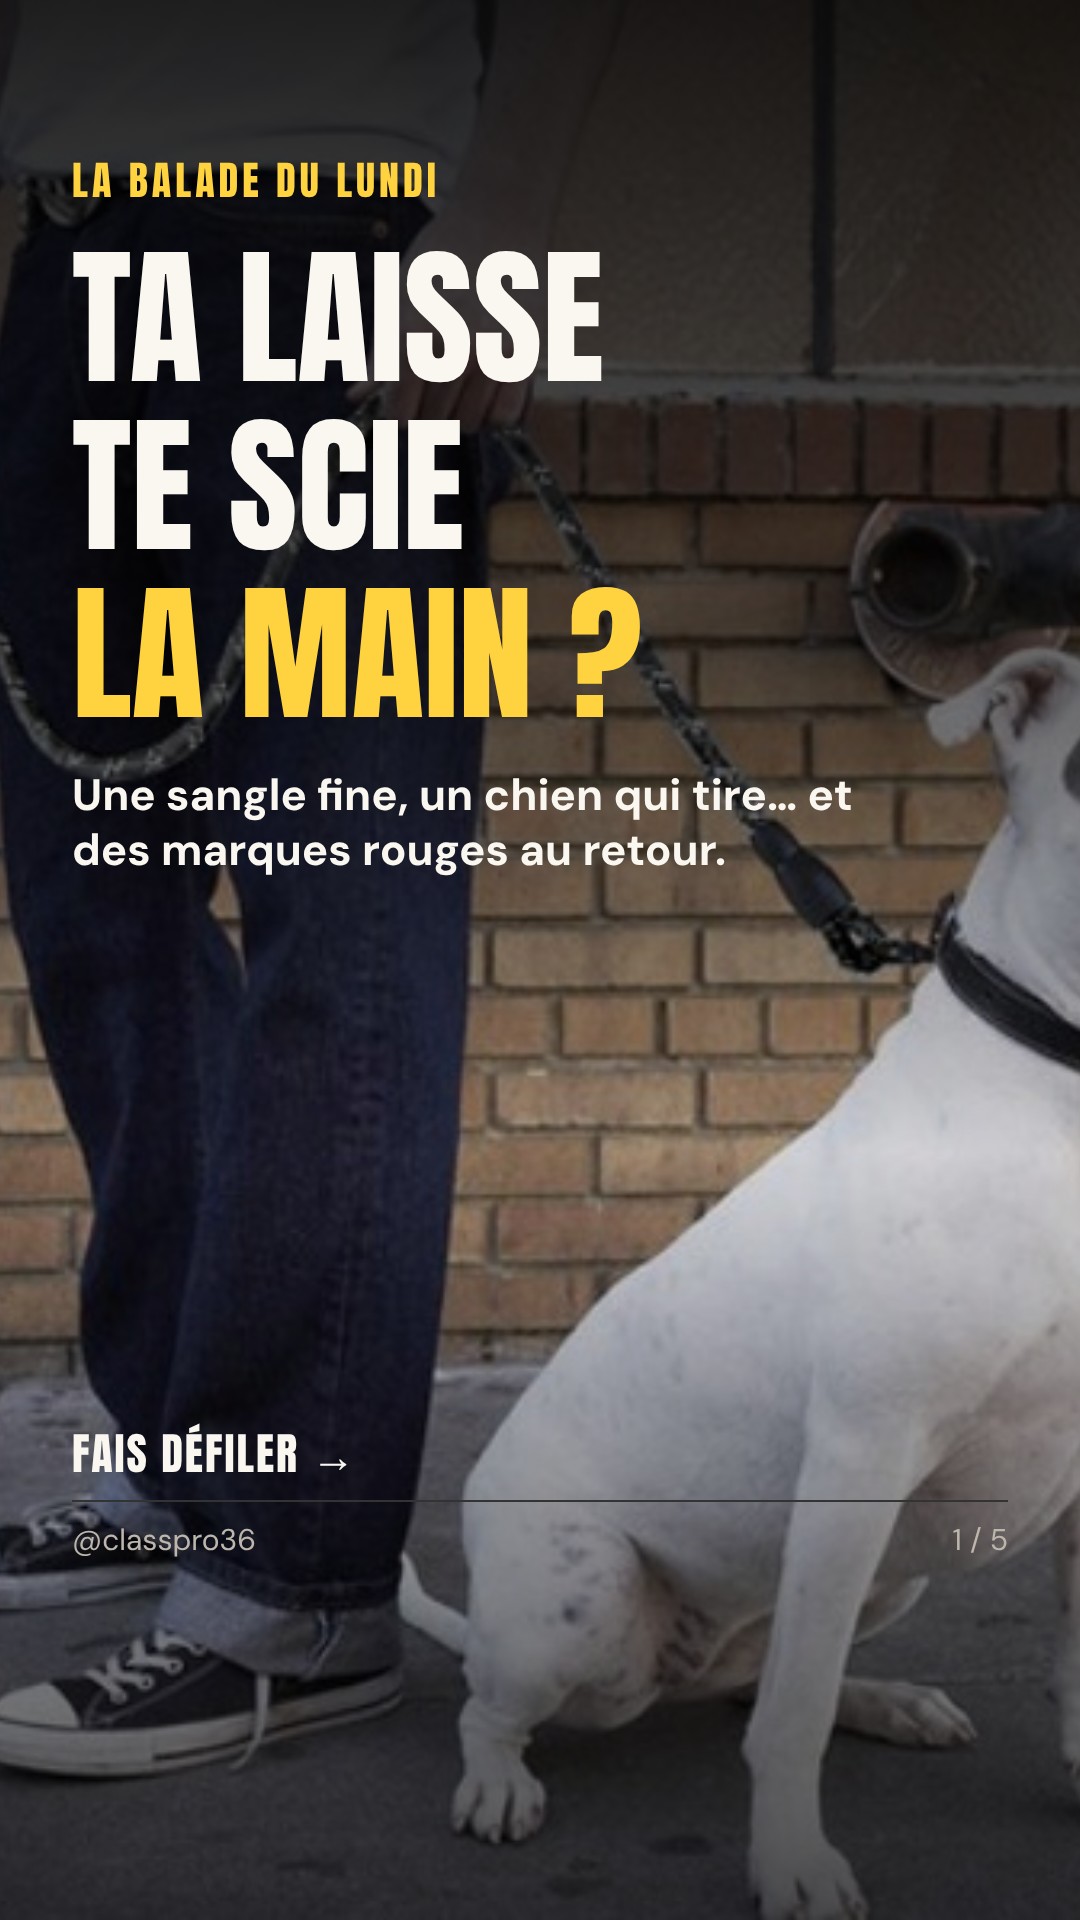 LA BALADE DU LUNDI
TA LAISSE
TE SCIE
LA MAIN ?
Une sangle fine, un chien qui tire... et
des marques rouges au retour.
FAIS DÉFILER →
@classpro36
1 / 5